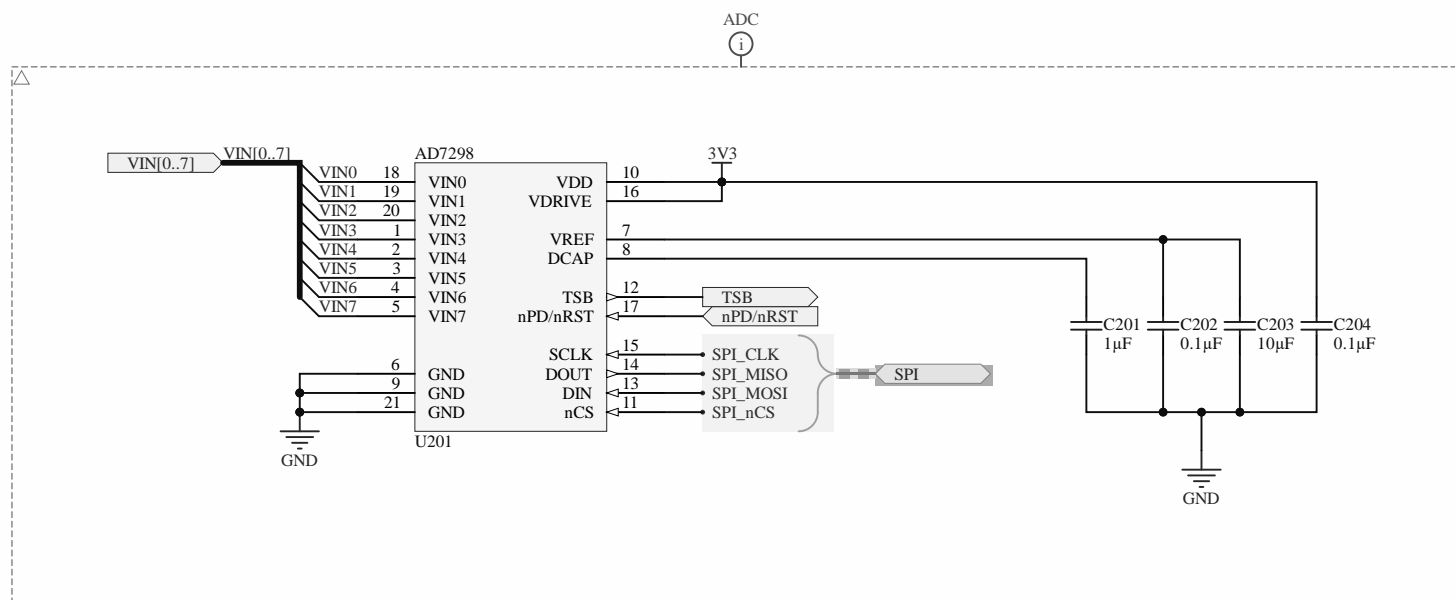 ADC
i
VIN[0..7]
VIN[0..7]
AD7298
3V3
VIN0 18 VIN0 VDD 10
VIN1 19 VIN1 VDRIVE 16
VIN2 20 VIN2
VIN3 1 VIN3 VREF 7
VIN4 2 VIN4 DCAP 8
VIN5 3 VIN5
VIN6 4 VIN6 TSB 12 TSB
VIN7 5 VIN7 nPD/nRST 17 nPD/nRST
C201
1µF
C202
0.1µF
C203
10µF
C204
0.1µF
SCLK 15 SPI_CLK
6 GND DOUT 14 SPI_MISO SPI
9 GND DIN 13 SPI_MOSI
21 GND nCS 11 SPI_nCS
U201
GND
GND